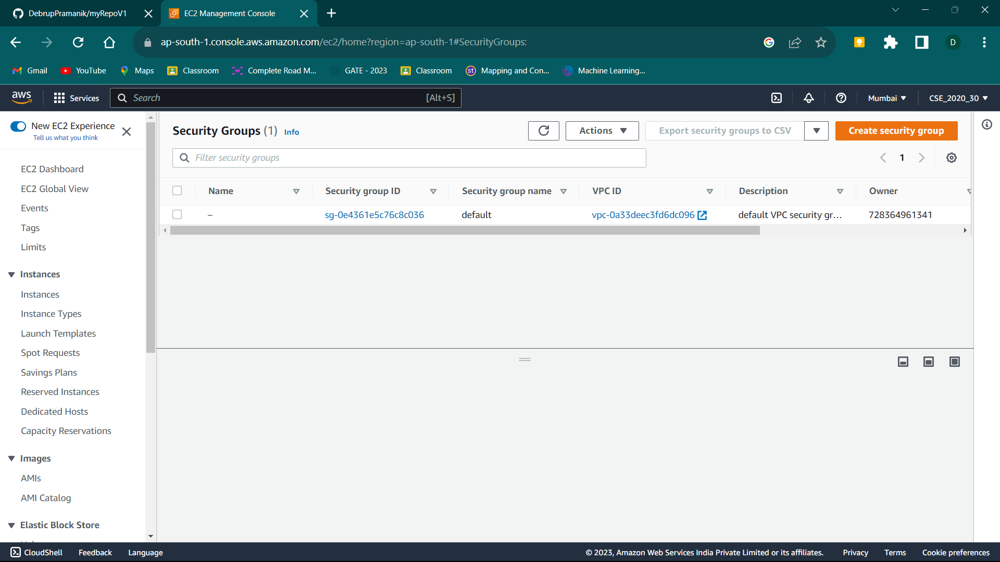 DebrupPramanik/myRepoV1
EC2 Management Console
ap-south-1.console.aws.amazon.com/ec2/home?region=ap-south-1#SecurityGroups:
D
Gmail
YouTube
Maps
Classroom
Complete Road M...
GATE - 2023
Classroom
st
Mapping and Con...
Machine Learning...
aws
Services
Search
[Alt+S]
Mumbai
CSE_2020_30
New EC2 Experience
Tell us what you think
EC2 Dashboard
EC2 Global View
Events
Tags
Limits
Instances
Instances
Instance Types
Launch Templates
Spot Requests
Savings Plans
Reserved Instances
Dedicated Hosts
Capacity Reservations
Images
AMIs
AMI Catalog
Elastic Block Store
Security Groups (1) Info
Actions
Export security groups to CSV
Create security group
Filter security groups
1
Name Security group ID Security group name VPC ID Description Owner
– sg-0e4361e5c76c8c036 default vpc-0a33deec3fd6dc096 default VPC security gr... 728364961341
CloudShell Feedback Language
© 2023, Amazon Web Services India Private Limited or its affiliates. Privacy Terms Cookie preferences